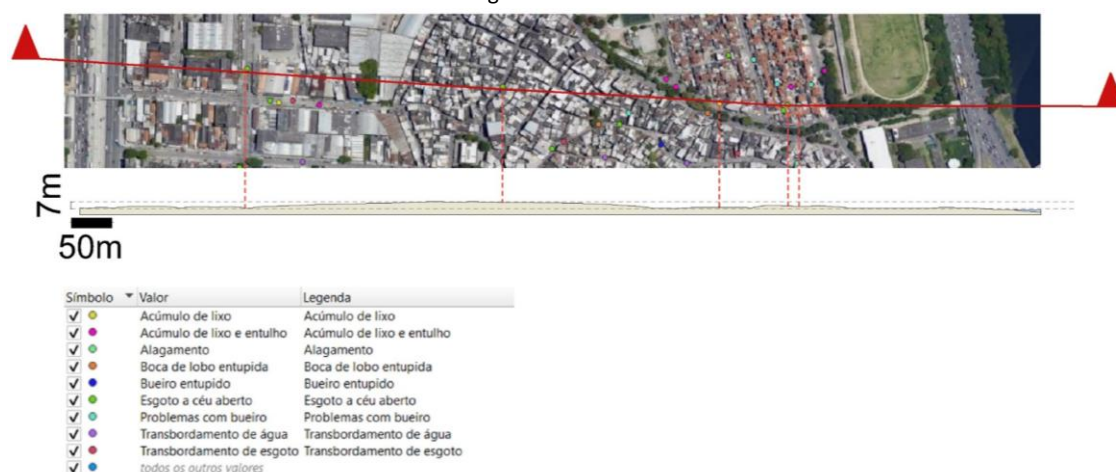 7m
50m
Símbolo Valor Legenda
Acúmulo de lixo Acúmulo de lixo
Acúmulo de lixo e entulho Acúmulo de lixo e entulho
Alagamento Alagamento
Boca de lobo entupida Boca de lobo entupida
Bueiro entupido Bueiro entupido
Esgoto a céu aberto Esgoto a céu aberto
Problemas com bueiro Problemas com bueiro
Transbordamento de água Transbordamento de água
Transbordamento de esgoto Transbordamento de esgoto
todos os outros valores